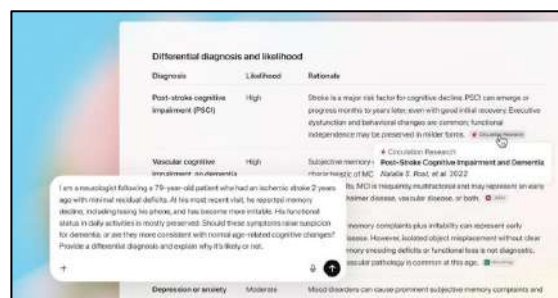 Differential diagnosis and likelihood
Diagnosis Likelihood Rationale
Post-stroke cognitive impairment (PSCI) High Stroke is a major risk factor for cognitive decline. PSCI can emerge or
progress months to years later, even with good initial recovery. Executive
dysfunction and behavioral changes are common; functional
independence may be preserved in milder forms. Circulation Research
Circulation Research
Post-Stroke Cognitive Impairment and Dementia
Natalia S. Rost, et al. 2022
Vascular cognitive High Subjective memory
impairment, or dementia characteristic of MC
I am a neurologist following a 79-year-old patient who had an ischemic stroke 2 years
ago with minimal residual deficits. At his most recent visit, he reported memory
decline, including losing his phone, and has become more irritable. His functional
status in daily activities is mostly preserved. Should these symptoms raise suspicion
for dementia, or are they more consistent with normal age-related cognitive changes?
Provide a differential diagnosis and explain why it's likely or not.
MCI is frequently multifactorial and may represent an early
heimer disease, vascular disease, or both.
memory complaints plus irritability can represent early
isease. However, isolated object misplacement without clear
memory encoding deficits or functional loss is not diagnostic.
vascular pathology is common at this age.
Depression or anxiety Moderate Mood disorders can cause prominent subjective memory complaints and